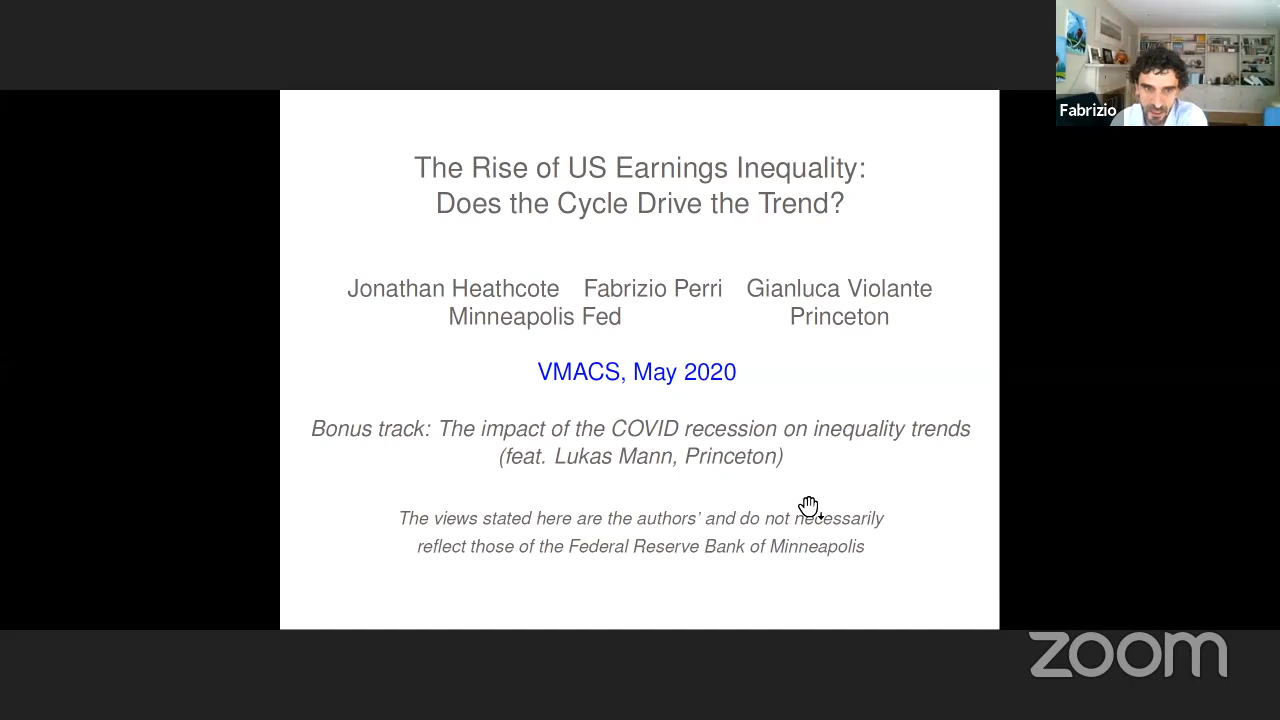 Fabrizio
The Rise of US Earnings Inequality:
Does the Cycle Drive the Trend?
Jonathan Heathcote Fabrizio Perri Gianluca Violante
Minneapolis Fed Princeton
VMACS, May 2020
Bonus track: The impact of the COVID recession on inequality trends
(feat. Lukas Mann, Princeton)
The views stated here are the authors' and do not necessarily
reflect those of the Federal Reserve Bank of Minneapolis
zoom